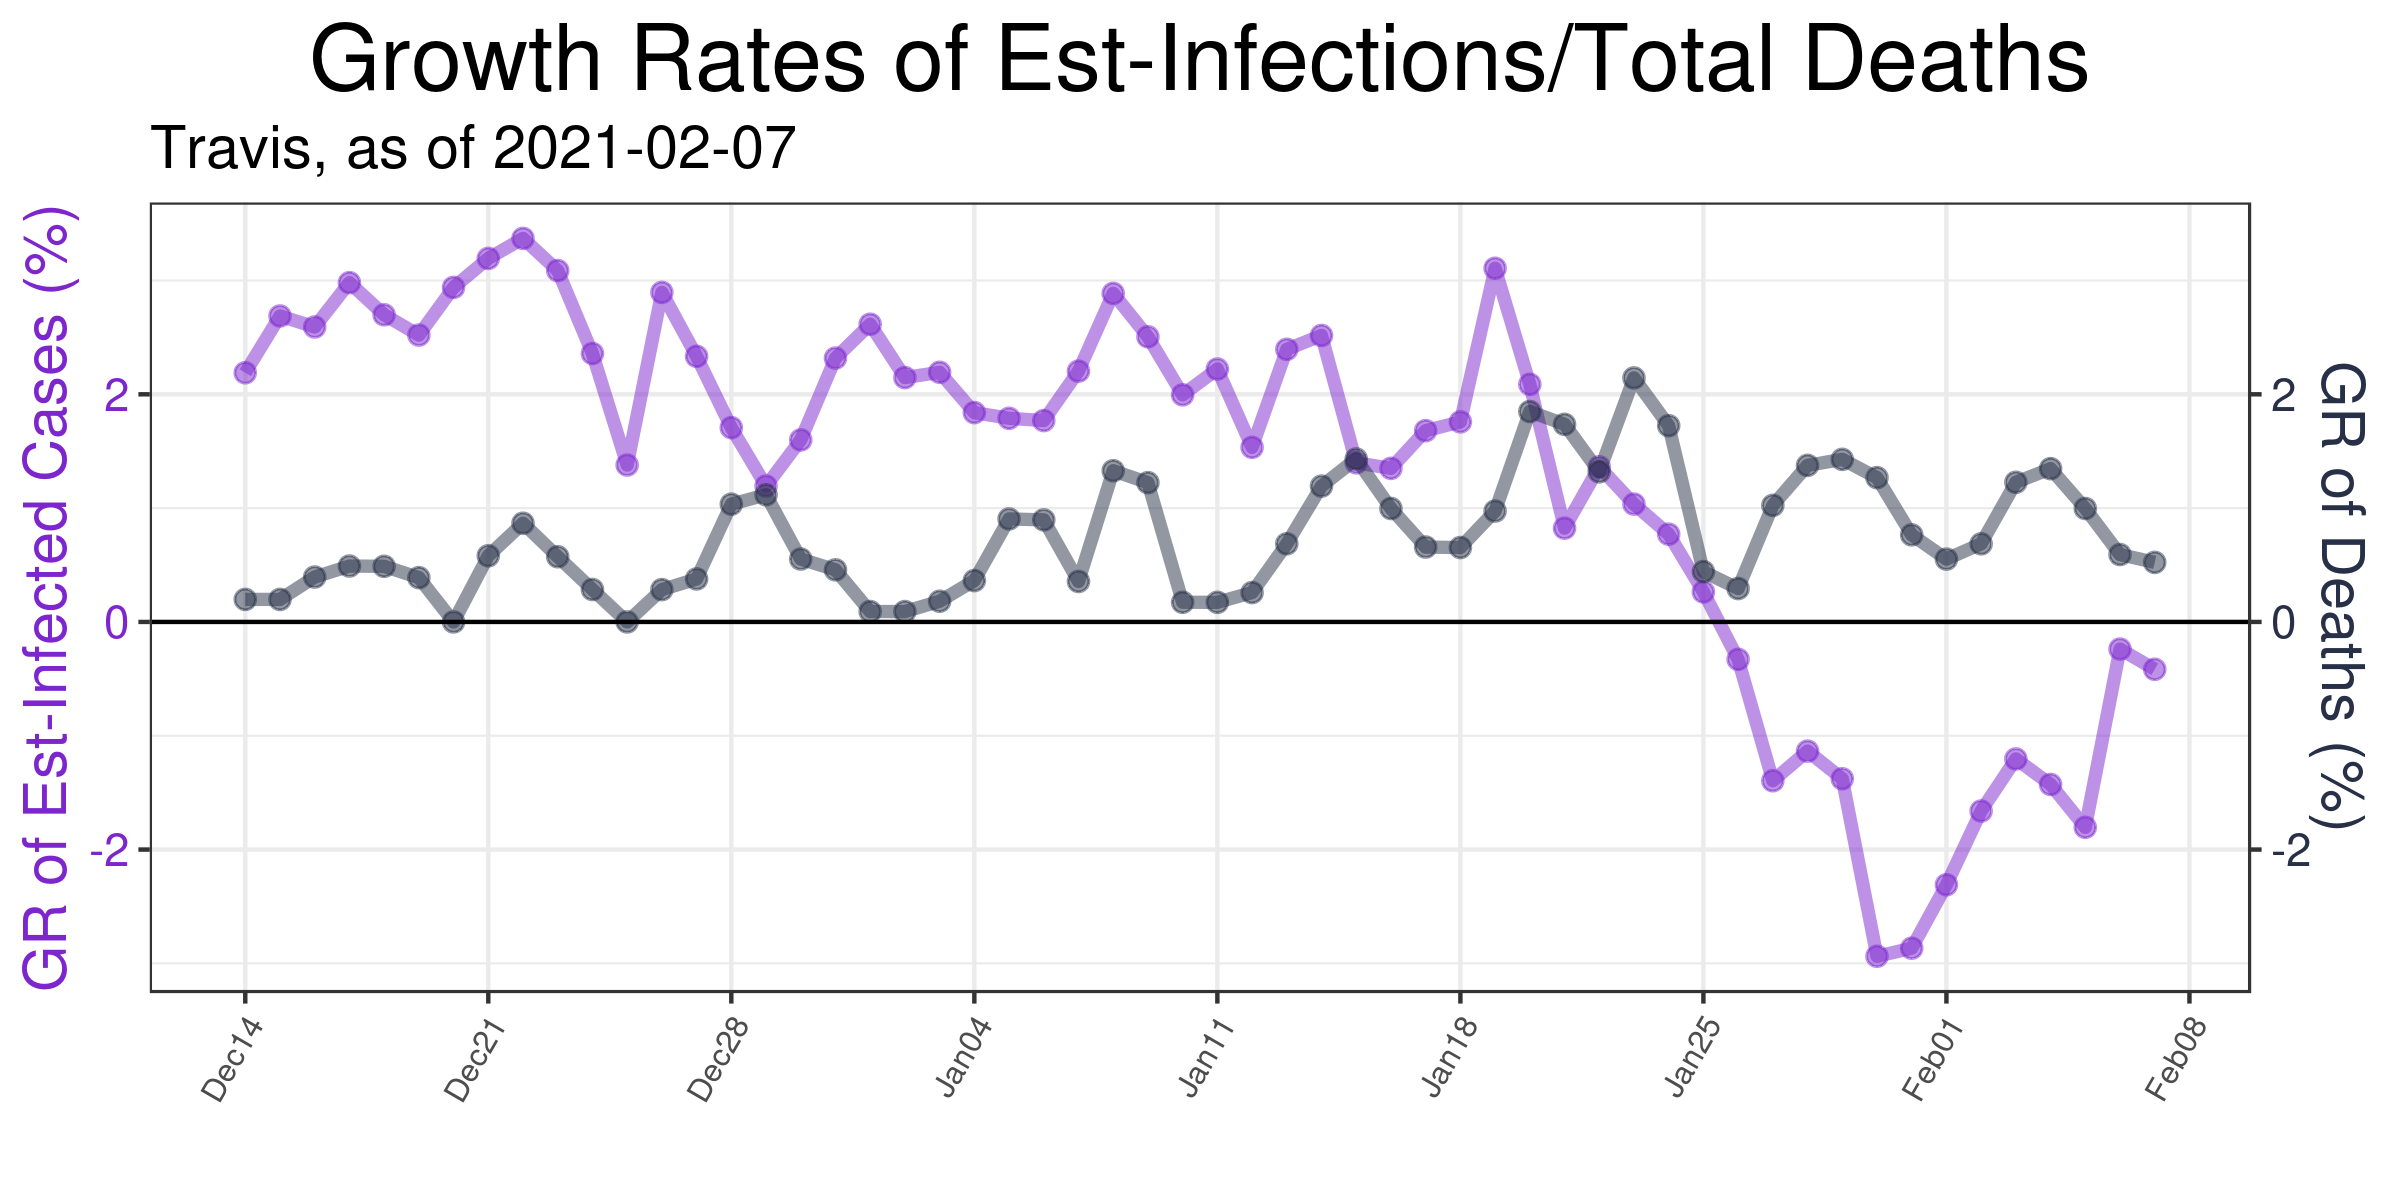 Growth Rates of Est-Infections/Total Deaths
Travis, as of 2021-02-07
GR of Est-Infected Cases (%)
2
0
-2
2
0
-2
GR of Deaths (%)
Dec14
Dec21
Dec28
Jan04
Jan11
Jan18
Jan25
Feb01
Feb08